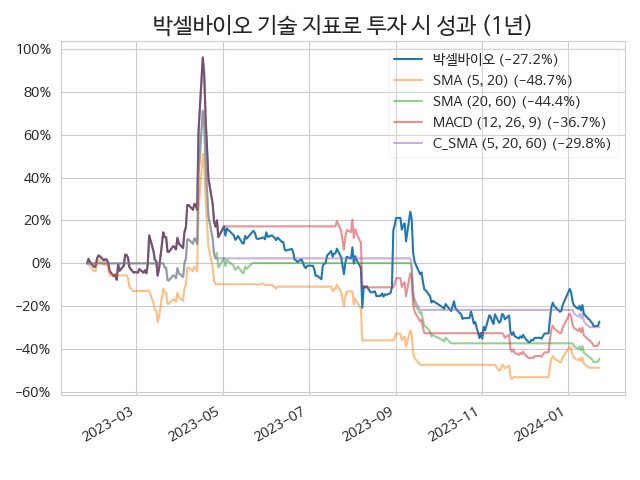 박셀바이오 기술 지표로 투자 시 성과 (1년)
100%
80%
60%
40%
20%
0%
−20%
−40%
−60%
박셀바이오 (−27.2%)
SMA (5, 20) (−48.7%)
SMA (20, 60) (−44.4%)
MACD (12, 26, 9) (−36.7%)
C_SMA (5, 20, 60) (−29.8%)
2023−03
2023−05
2023−07
2023−09
2023−11
2024−01